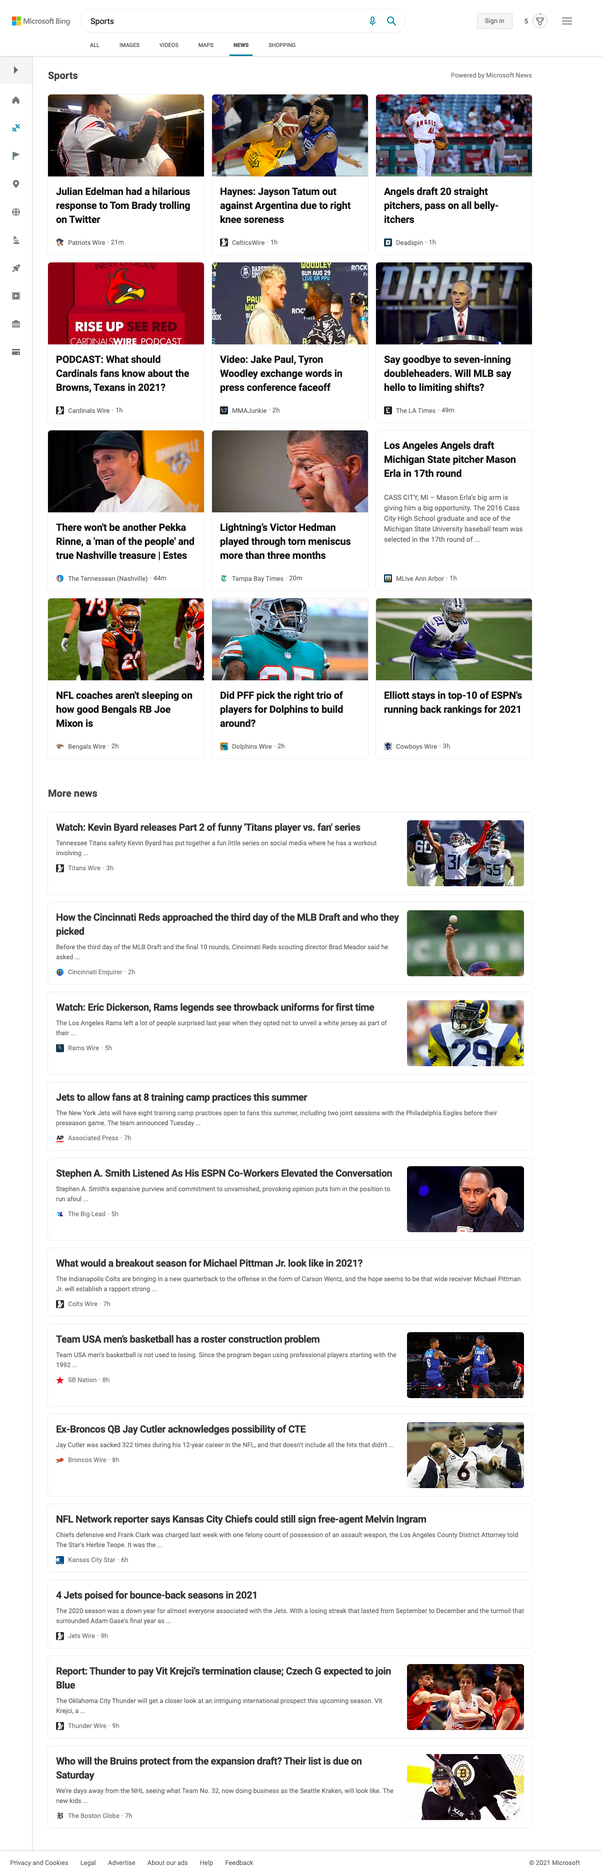 Microsoft Bing
Sports
Sign in
5
ALL
IMAGES
VIDEOS
MAPS
NEWS
SHOPPING
Sports
Powered by Microsoft News
Julian Edelman had a hilarious
response to Tom Brady trolling
on Twitter
Patriots Wire · 21m
Haynes: Jayson Tatum out
against Argentina due to right
knee soreness
CelticsWire · 1h
ANGELS
Angels draft 20 straight
pitchers, pass on all belly-
itchers
Deadspin · 1h
RISE UP SEE RED
CARDINALS WIRE PODCAST
PODCAST: What should
Cardinals fans know about the
Browns, Texans in 2021?
Cardinals Wire · 1h
SUN AUG 29
Video: Jake Paul, Tyron
Woodley exchange words in
press conference faceoff
MMAJunkie · 2h
DRAFT
Say goodbye to seven-inning
doubleheaders. Will MLB say
hello to limiting shifts?
The LA Times · 49m
There won't be another Pekka
Rinne, a 'man of the people' and
true Nashville treasure | Estes
The Tennessean (Nashville) · 44m
Lightning's Victor Hedman
played through torn meniscus
more than three months
Tampa Bay Times · 20m
Los Angeles Angels draft
Michigan State pitcher Mason
Erla in 17th round
CASS CITY, MI – Mason Erla's big arm is
giving him a big opportunity. The 2016 Cass
City High School graduate and ace of the
Michigan State University baseball team was
selected in the 17th round of ...
MLive Ann Arbor · 1h
73
NFL coaches aren't sleeping on
how good Bengals RB Joe
Mixon is
Bengals Wire · 2h
Did PFF pick the right trio of
players for Dolphins to build
around?
Dolphins Wire · 2h
21
Elliott stays in top-10 of ESPN's
running back rankings for 2021
Cowboys Wire · 3h
More news
Watch: Kevin Byard releases Part 2 of funny 'Titans player vs. fan' series
Tennessee Titans safety Kevin Byard has put together a fun little series on social media where he has a workout
involving ...
Titans Wire · 3h
60
31
55
How the Cincinnati Reds approached the third day of the MLB Draft and who they
picked
Before the third day of the MLB Draft and the final 10 rounds, Cincinnati Reds scouting director Brad Meador said he
asked ...
Cincinnati Enquirer · 2h
Watch: Eric Dickerson, Rams legends see throwback uniforms for first time
The Los Angeles Rams left a lot of people surprised last year when they opted not to unveil a white jersey as part of
their ...
Rams Wire · 5h
29
Jets to allow fans at 8 training camp practices this summer
The New York Jets will have eight training camp practices open to fans this summer, including two joint sessions with the Philadelphia Eagles before their
preseason game. The team announced Tuesday ...
AP
Associated Press · 7h
Stephen A. Smith Listened As His ESPN Co-Workers Elevated the Conversation
Stephen A. Smith's expansive purview and commitment to unvarnished, provoking opinion puts him in the position to
run afoul ...
The Big Lead · 5h
What would a breakout season for Michael Pittman Jr. look like in 2021?
The Indianapolis Colts are bringing in a new quarterback to the offense in the form of Carson Wentz, and the hope seems to be that wide receiver Michael Pittman
Jr. will establish a rapport strong ...
Colts Wire · 7h
Team USA men's basketball has a roster construction problem
Team USA men's basketball is not used to losing. Since the program began using professional players starting with the
1992 ...
SB Nation · 8h
Ex-Broncos QB Jay Cutler acknowledges possibility of CTE
Jay Cutler was sacked 322 times during his 12-year career in the NFL, and that doesn't include all the hits that didn't ...
Broncos Wire · 8h
6
NFL Network reporter says Kansas City Chiefs could still sign free-agent Melvin Ingram
Chiefs defensive end Frank Clark was charged last week with one felony count of possession of an assault weapon, the Los Angeles County District Attorney told
The Star's Herbie Teope. It was the ...
Kansas City Star · 6h
4 Jets poised for bounce-back seasons in 2021
The 2020 season was a down year for almost everyone associated with the Jets. With a losing streak that lasted from September to December and the turmoil that
surrounded Adam Gase's final year as ...
Jets Wire · 9h
Report: Thunder to pay Vit Krejci's termination clause; Czech G expected to join
Blue
The Oklahoma City Thunder will get a closer look at an intriguing international prospect this upcoming season. Vit
Krejci, a ...
Thunder Wire · 9h
Who will the Bruins protect from the expansion draft? Their list is due on
Saturday
We're days away from the NHL seeing what Team No. 32, now doing business as the Seattle Kraken, will look like. The
new kids ...
The Boston Globe · 7h
Privacy and Cookies
Legal
Advertise
About our ads
Help
Feedback
© 2021 Microsoft